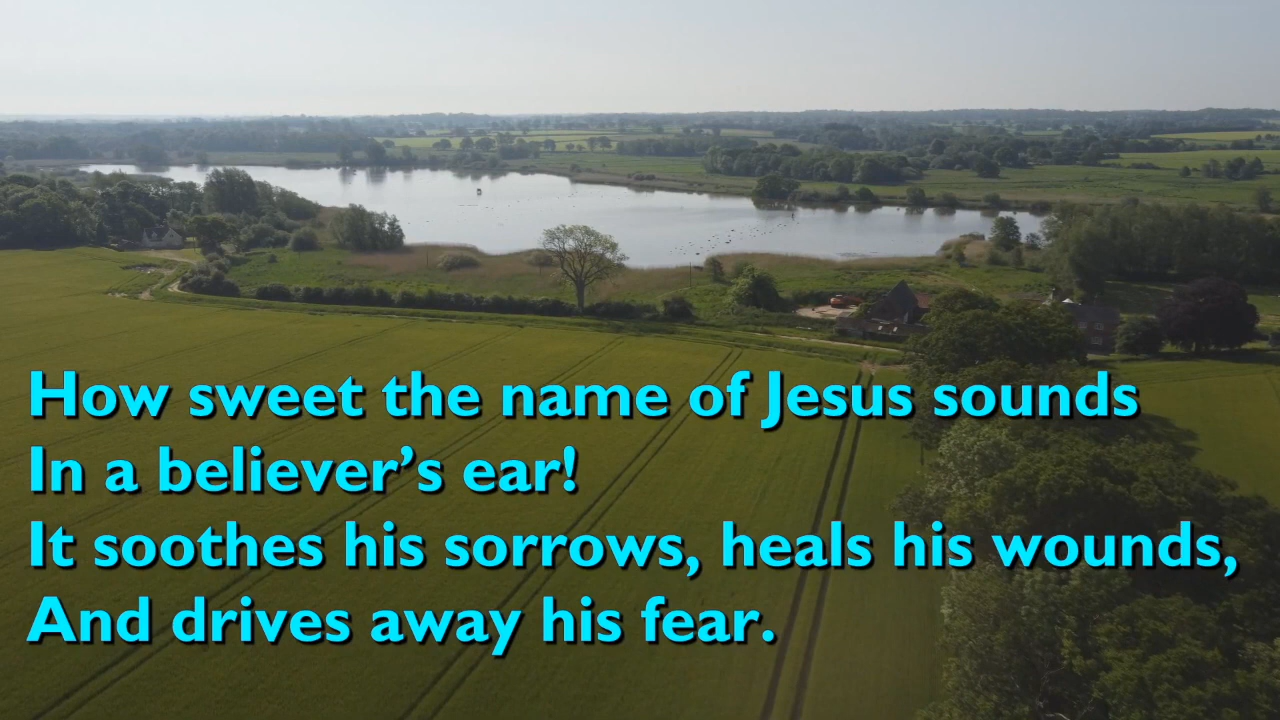 How sweet the name of Jesus sounds
In a believer’s ear!
It soothes his sorrows, heals his wounds,
And drives away his fear.